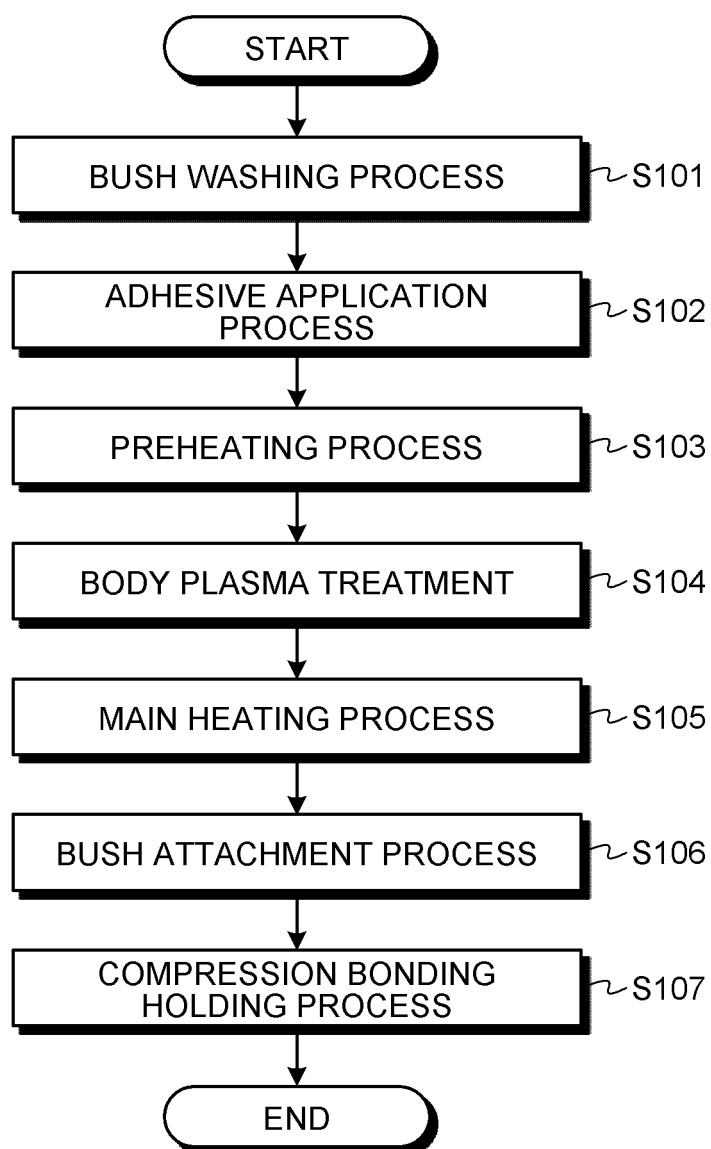 START
BUSH WASHING PROCESS
S101
ADHESIVE APPLICATION
PROCESS
S102
PREHEATING PROCESS
S103
BODY PLASMA TREATMENT
S104
MAIN HEATING PROCESS
S105
BUSH ATTACHMENT PROCESS
S106
COMPRESSION BONDING
HOLDING PROCESS
S107
END